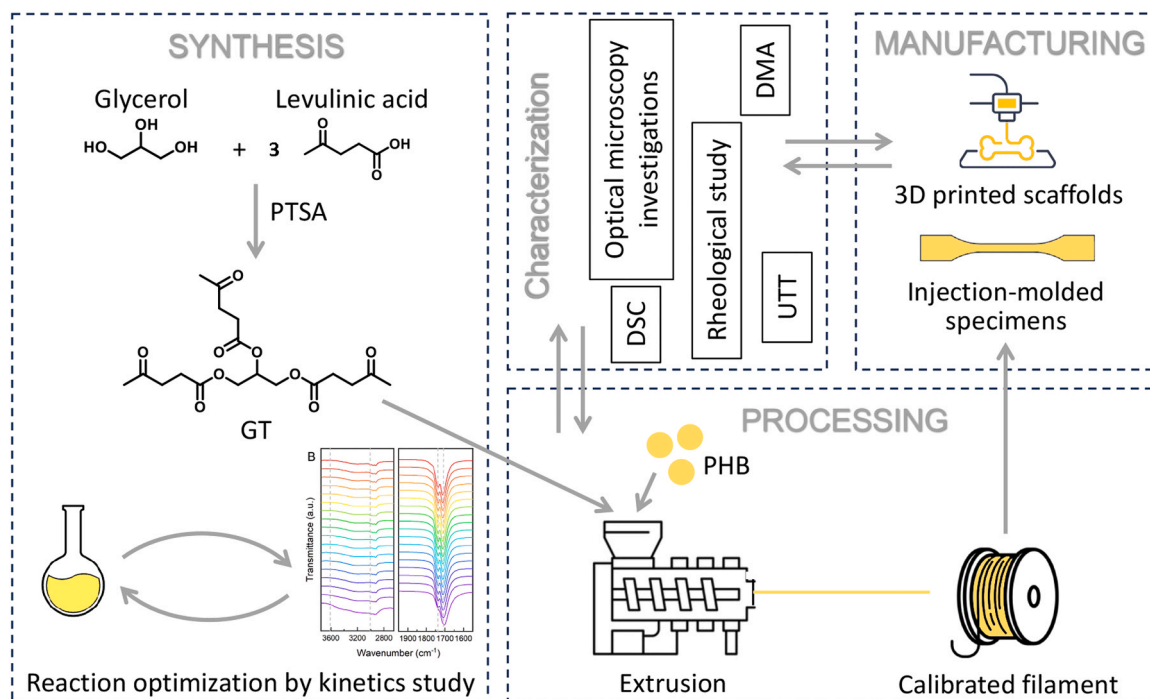 SYNTHESIS
Glycerol
Levulinic acid
OH
HO
OH
+
3
O
OH
O
PTSA
O
O
O
O
O
O
O
O
O
GT
B
Transmittance (a.u.)
3600
3200
2800
1900
1800
1700
1600
Wavenumber (cm⁻¹)
Reaction optimization by kinetics study
Characterization
Optical microscopy
investigations
DSC
Rheological study
DMA
UTT
MANUFACTURING
3D printed scaffolds
Injection-molded
specimens
PROCESSING
PHB
Extrusion
Calibrated filament